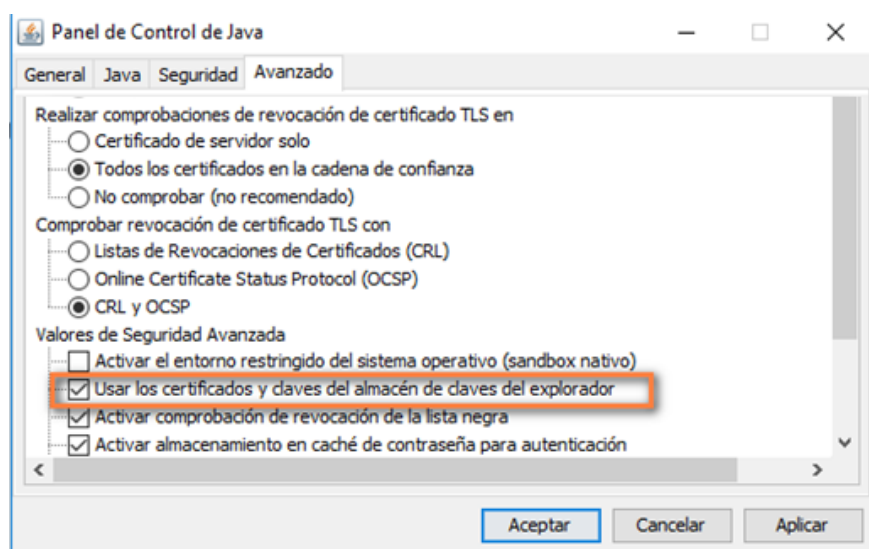 Panel de Control de Java
General Java Seguridad Avanzado
Realizar comprobaciones de revocación de certificado TLS en
Certificado de servidor solo
Todos los certificados en la cadena de confianza
No comprobar (no recomendado)
Comprobar revocación de certificado TLS con
Listas de Revocaciones de Certificados (CRL)
Online Certificate Status Protocol (OCSP)
CRL y OCSP
Valores de Seguridad Avanzada
Activar el entorno restringido del sistema operativo (sandbox nativo)
Usar los certificados y claves del almacén de claves del explorador
Activar comprobación de revocación de la lista negra
Activar almacenamiento en caché de contraseña para autenticación
Aceptar Cancelar Aplicar